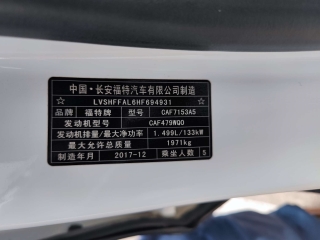 中国·长安福特汽车有限公司制造
☆ LVSHFFAL6HF694931 ☆
品牌 福特牌 型号 CAF7153A5
发动机型号 CAF479WQ0
发动机排量/最大净功率 1.499L/133kW
最大允许总质量 1971kg
制造年月 2017-12 乘坐人数 5